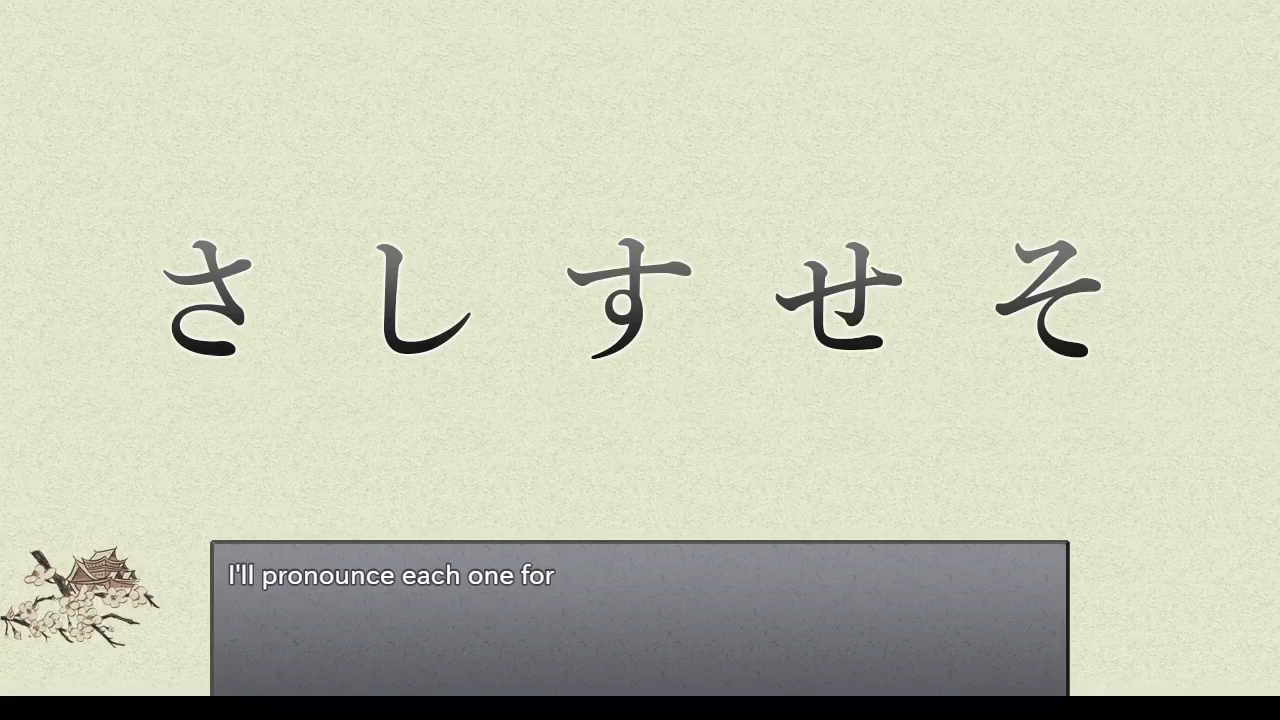 さ し す せ そ
I'll pronounce each one for